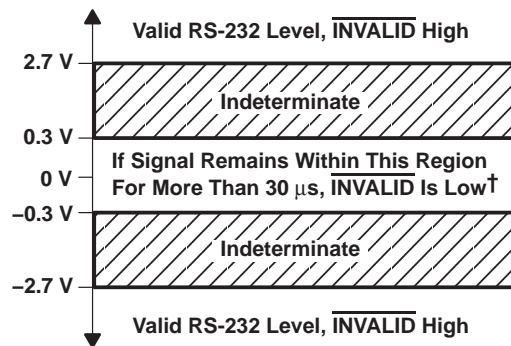 Valid RS-232 Level, INVALID High
2.7 V
Indeterminate
0.3 V
If Signal Remains Within This Region
0 V
For More Than 30 μs, INVALID Is Low†
–0.3 V
Indeterminate
–2.7 V
Valid RS-232 Level, INVALID High